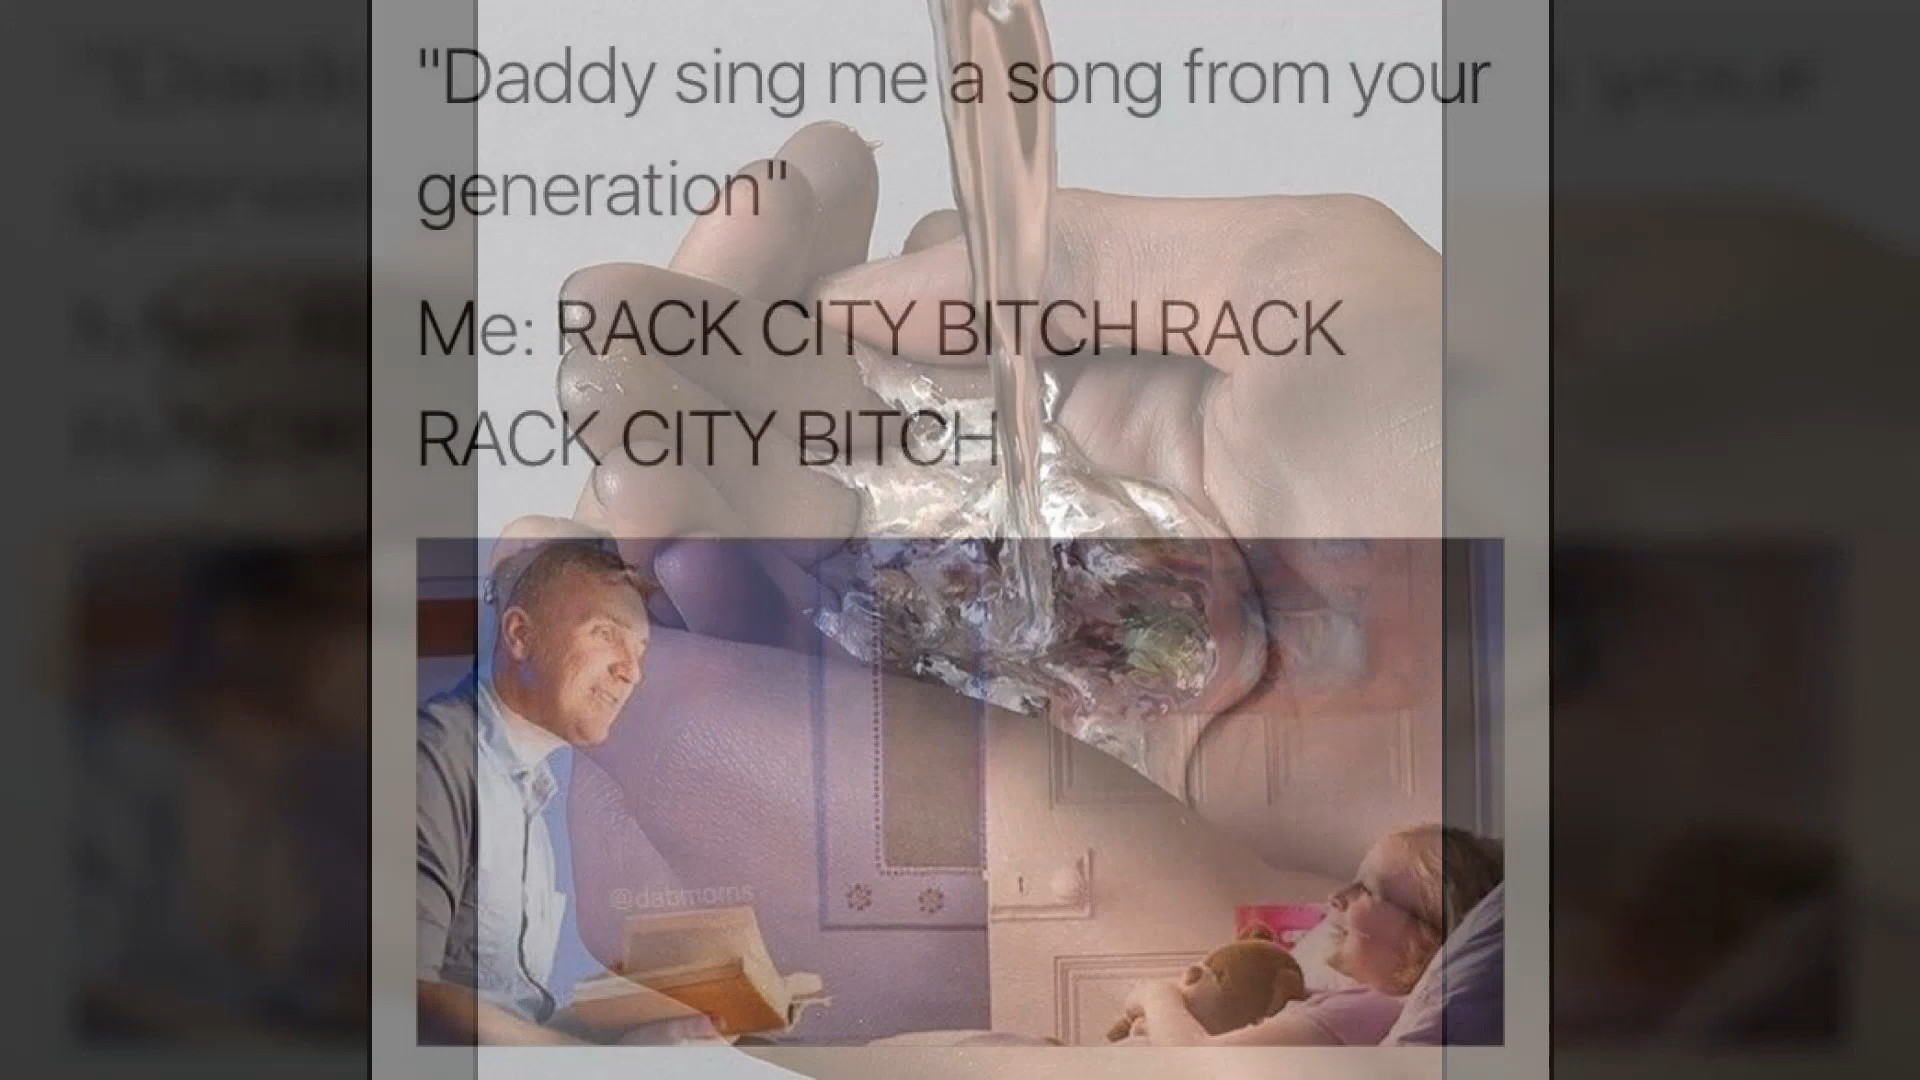 "Daddy sing me a song from your
generation"
Me: RACK CITY BITCH RACK
RACK CITY BITCH
@dabmoms